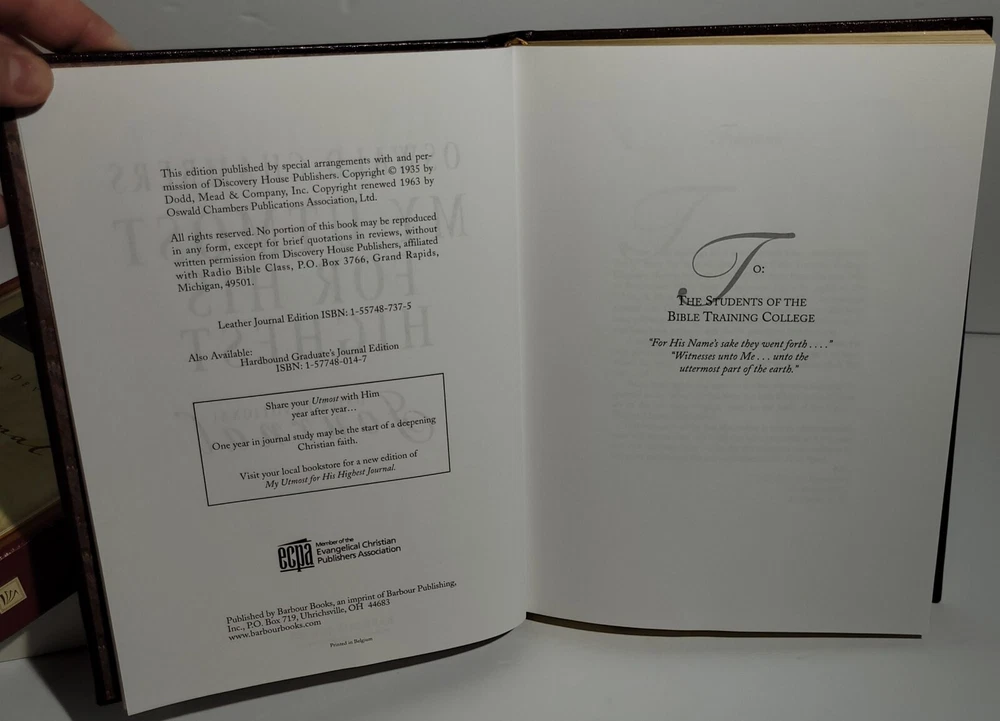 This edition published by special arrangements with and per-
mission of Discovery House Publishers. Copyright © 1935 by
Dodd, Mead & Company, Inc. Copyright renewed 1963 by
Oswald Chambers Publications Association, Ltd.
All rights reserved. No portion of this book may be reproduced
in any form, except for brief quotations in reviews, without
written permission from Discovery House Publishers, affiliated
with Radio Bible Class, P.O. Box 3766, Grand Rapids,
Michigan, 49501.
Leather Journal Edition ISBN: 1-55748-737-5
Also Available:
Hardbound Graduate's Journal Edition
ISBN: 1-57748-014-7
Share your Utmost with Him
year after year…
One year in journal study may be the start of a deepening
Christian faith.
Visit your local bookstore for a new edition of
My Utmost for His Highest Journal.
ecpa
Member of the
Evangelical Christian
Publishers Association
Published by Barbour Books, an imprint of Barbour Publishing,
Inc., P.O. Box 719, Uhrichsville, OH 44683
www.barbourbooks.com
Printed in Belgium
To:
The Students of the
Bible Training College
"For His Name's sake they went forth . . . ."
"Witnesses unto Me . . . unto the
uttermost part of the earth."